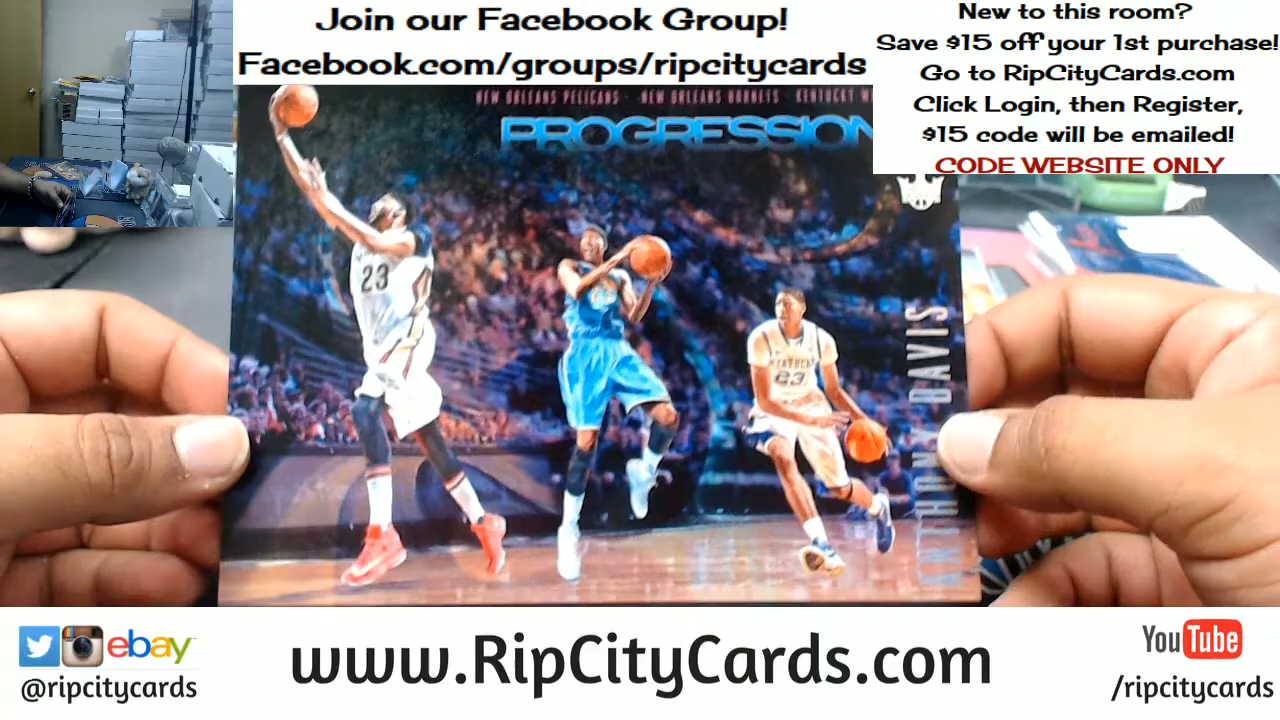 Join our Facebook Group!
Facebook.com/groups/ripcitycards
New to this room?
Save $15 off your 1st purchase!
Go to RipCityCards.com
Click Login, then Register,
$15 code will be emailed!
CODE WEBSITE ONLY
NEW ORLEANS PELICANS · NEW ORLEANS HORNETS · KENTUCKY
PROGRESSION
23
KENTUCKY
23
ANTHONY DAVIS
ebay
@ripcitycards
www.RipCityCards.com
YouTube
/ripcitycards